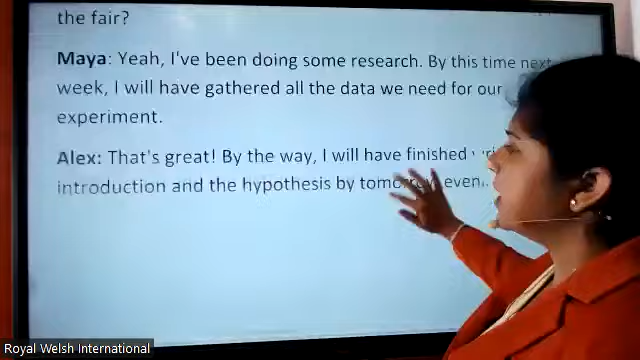 the fair?
Maya: Yeah, I've been doing some research. By this time next
week, I will have gathered all the data we need for our
experiment.
Alex: That's great! By the way, I will have finished
introduction and the hypothesis by tomorrow
Royal Welsh International